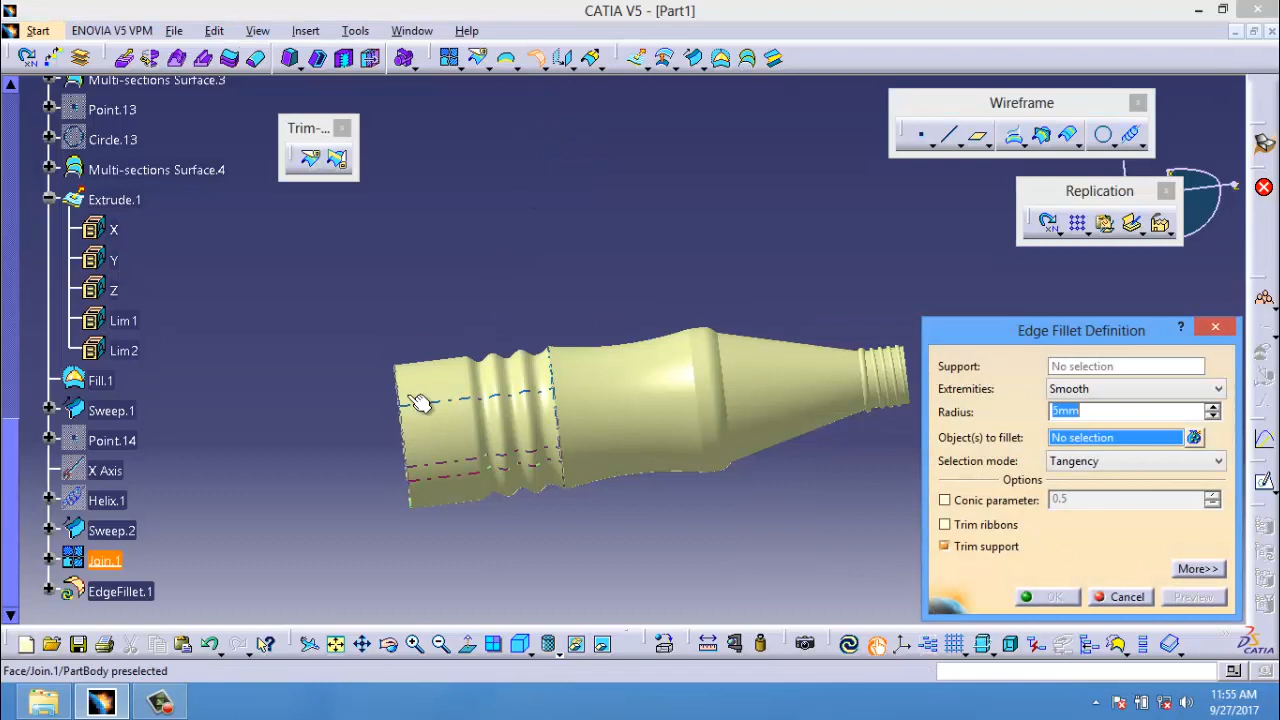 CATIA V5 - [Part1]
Start ENOVIA V5 VPM File Edit View Insert Tools Window Help
Multi-sections Surface.3
Point.13
Circle.13
Multi-sections Surface.4
Extrude.1
X
Y
Z
Lim1
Lim2
Fill.1
Sweep.1
Point.14
X Axis
Helix.1
Sweep.2
Join.1
EdgeFillet.1
Trim-...
Wireframe
Replication
Edge Fillet Definition
Support: No selection
Extremities: Smooth
Radius: 5mm
Object(s) to fillet: No selection
Selection mode: Tangency
Options
Conic parameter: 0.5
Trim ribbons
Trim support
More>>
OK Cancel Preview
CATIA
Face/Join.1/PartBody preselected
11:55 AM
9/27/2017